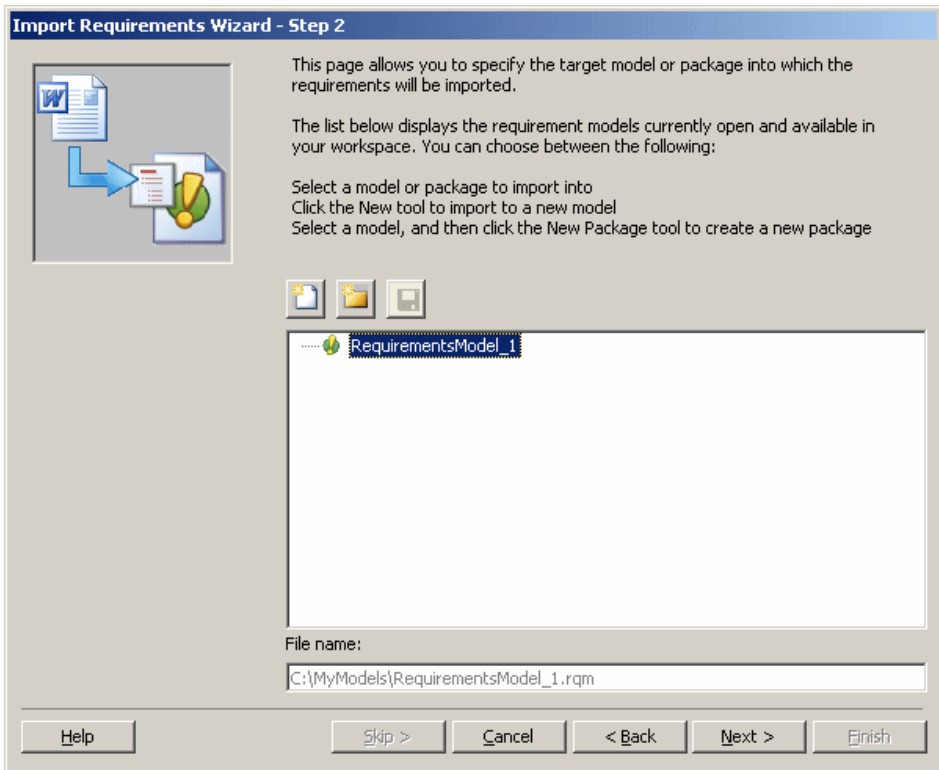 Import Requirements Wizard - Step 2
This page allows you to specify the target model or package into which the
requirements will be imported.
The list below displays the requirement models currently open and available in
your workspace. You can choose between the following:
Select a model or package to import into
Click the New tool to import to a new model
Select a model, and then click the New Package tool to create a new package
RequirementsModel_1
File name:
C:\MyModels\RequirementsModel_1.rqm
Help
Skip >
Cancel
< Back
Next >
Finish